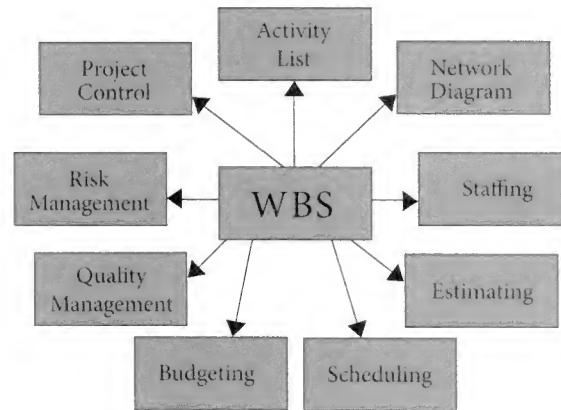 Activity
List
Project
Control
Network
Diagram
Risk
Management
WBS
Staffing
Quality
Management
Estimating
Budgeting
Scheduling